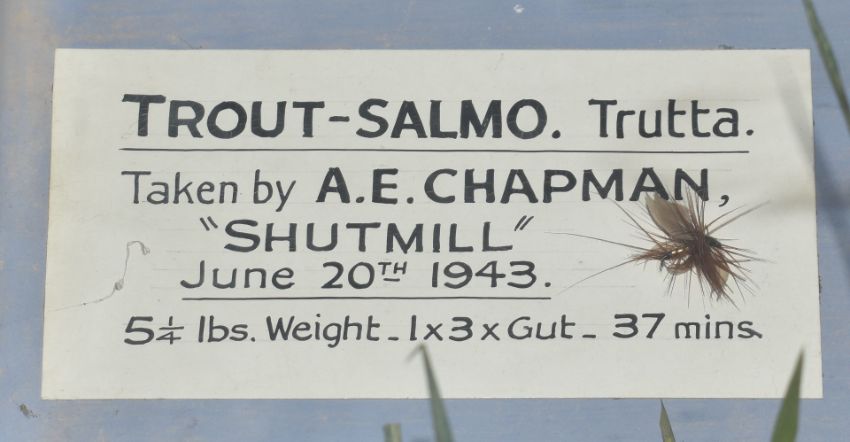 TROUT-SALMO. Trutta.
Taken by A.E. CHAPMAN,
"SHUTMILL"
June 20TH 1943.
5¼ lbs. Weight - 1x3x Gut - 37 mins.